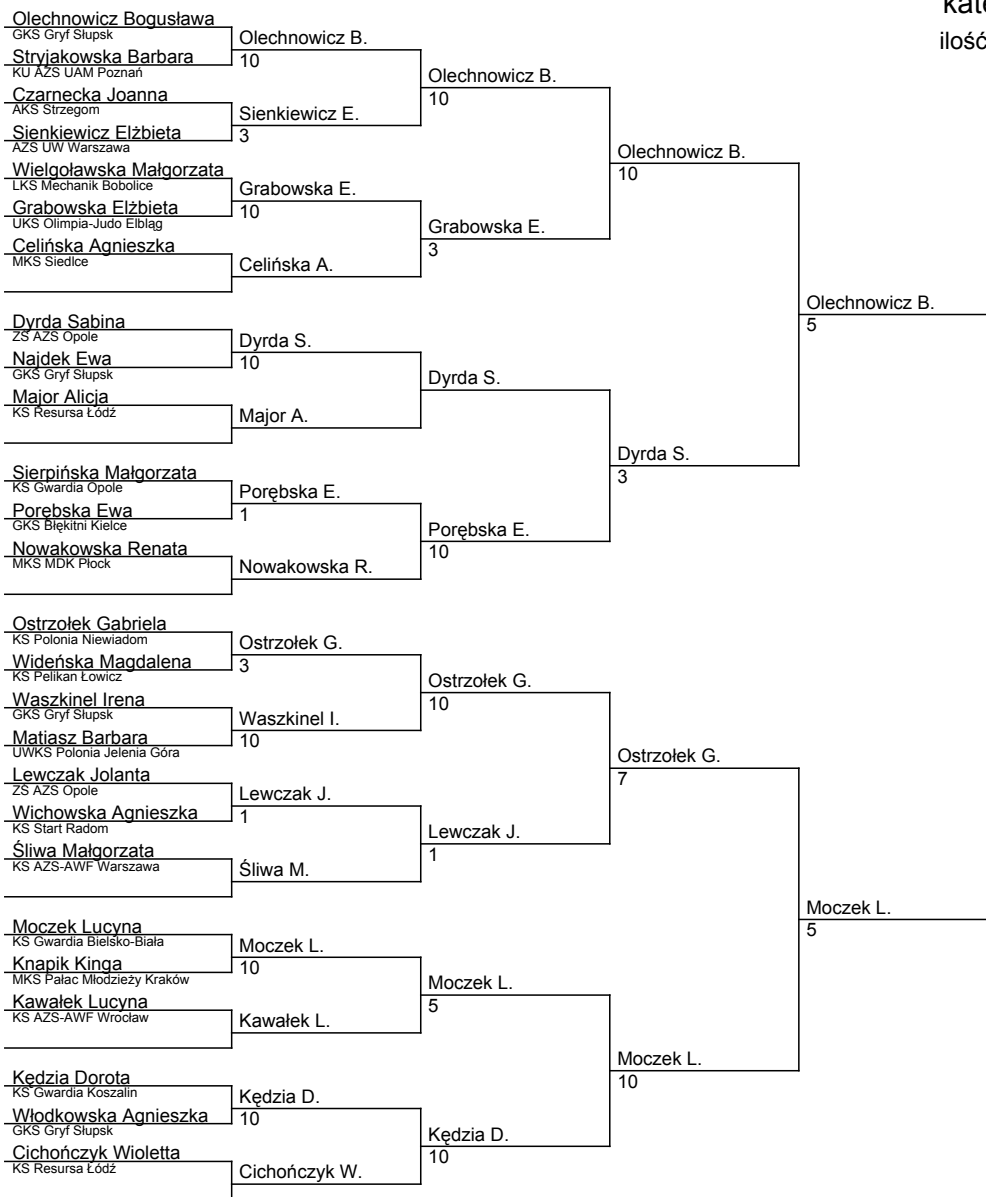 kate
ilość
Olechnowicz Bogusława
GKS Gryf Słupsk
Stryjakowska Barbara
KU AZS UAM Poznań
Czarnecka Joanna
AKS Strzegom
Sienkiewicz Elżbieta
AZS UW Warszawa
Wielgoławska Małgorzata
LKS Mechanik Bobolice
Grabowska Elżbieta
UKS Olimpia-Judo Elbląg
Celińska Agnieszka
MKS Siedlce
Dyrda Sabina
ZS AZS Opole
Najdek Ewa
GKS Gryf Słupsk
Major Alicja
KS Resursa Łódź
Sierpińska Małgorzata
KS Gwardia Opole
Porębska Ewa
GKS Błękitni Kielce
Nowakowska Renata
MKS MDK Płock
Ostrzołek Gabriela
KS Polonia Niewiadom
Wideńska Magdalena
KS Pelikan Łowicz
Waszkinel Irena
GKS Gryf Słupsk
Matiasz Barbara
UWKS Polonia Jelenia Góra
Lewczak Jolanta
ZS AZS Opole
Wichowska Agnieszka
KS Start Radom
Śliwa Małgorzata
KS AZS-AWF Warszawa
Moczek Lucyna
KS Gwardia Bielsko-Biała
Knapik Kinga
MKS Pałac Młodzieży Kraków
Kawałek Lucyna
KS AZS-AWF Wrocław
Kędzia Dorota
KS Gwardia Koszalin
Włodkowska Agnieszka
GKS Gryf Słupsk
Cichończyk Wioletta
KS Resursa Łódź
Olechnowicz B.
10
Sienkiewicz E.
3
Grabowska E.
10
Celińska A.
Dyrda S.
10
Major A.
Porębska E.
1
Nowakowska R.
Ostrzołek G.
3
Waszkinel I.
10
Lewczak J.
1
Śliwa M.
Moczek L.
10
Kawałek L.
Kędzia D.
10
Cichończyk W.
Olechnowicz B.
10
Grabowska E.
3
Dyrda S.
Porębska E.
10
Ostrzołek G.
10
Lewczak J.
1
Moczek L.
5
Kędzia D.
10
Olechnowicz B.
10
Dyrda S.
3
Ostrzołek G.
7
Moczek L.
10
Olechnowicz B.
5
Moczek L.
5